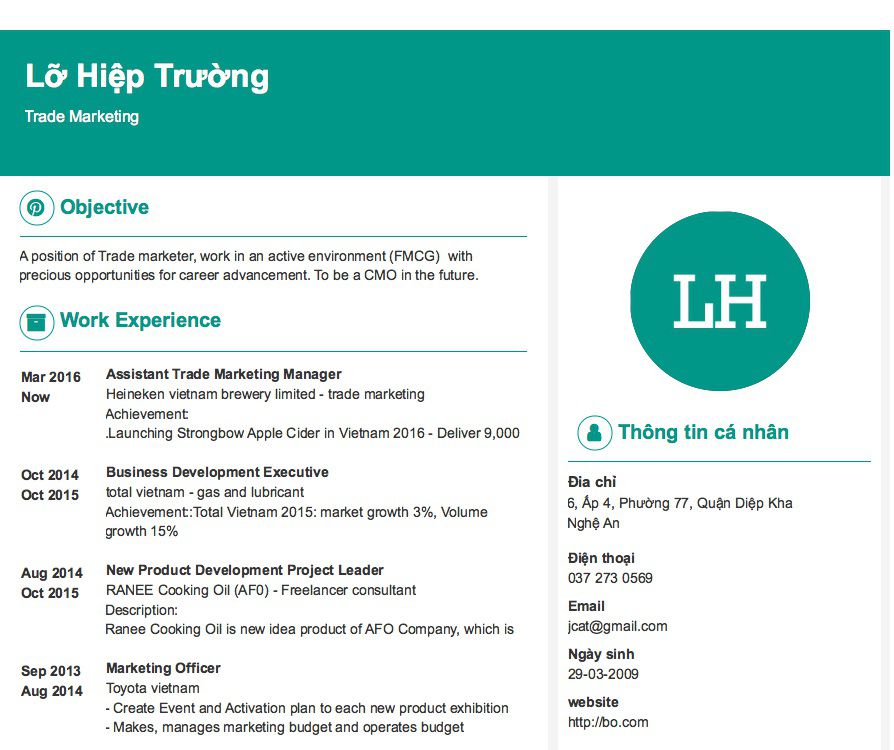 Lỡ Hiệp Trường
Trade Marketing
Objective
A position of Trade marketer, work in an active environment (FMCG) with
precious opportunities for career advancement. To be a CMO in the future.
Work Experience
Mar 2016
Now
Assistant Trade Marketing Manager
Heineken vietnam brewery limited - trade marketing
Achievement:
.Launching Strongbow Apple Cider in Vietnam 2016 - Deliver 9,000
Oct 2014
Oct 2015
Business Development Executive
total vietnam - gas and lubricant
Achievement::Total Vietnam 2015: market growth 3%, Volume
growth 15%
Aug 2014
Oct 2015
New Product Development Project Leader
RANEE Cooking Oil (AF0) - Freelancer consultant
Description:
Ranee Cooking Oil is new idea product of AFO Company, which is
Sep 2013
Aug 2014
Marketing Officer
Toyota vietnam
- Create Event and Activation plan to each new product exhibition
- Makes, manages marketing budget and operates budget
LH
Thông tin cá nhân
Đia chỉ
6, Ấp 4, Phường 77, Quận Diệp Kha
Nghệ An
Điện thoại
037 273 0569
Email
jcat@gmail.com
Ngày sinh
29-03-2009
website
http://bo.com